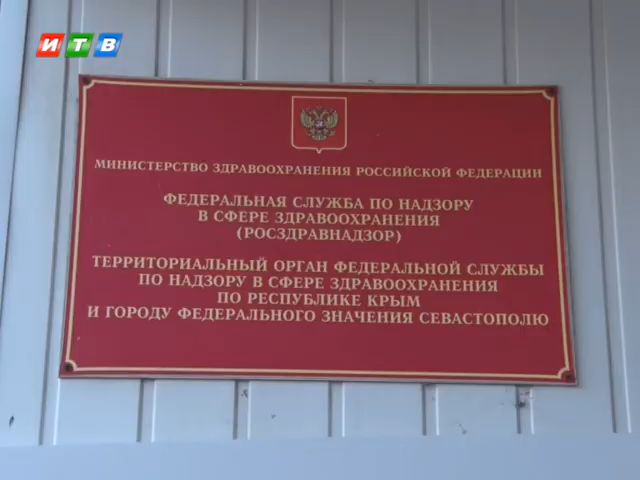 ИТВ
МИНИСТЕРСТВО ЗДРАВООХРАНЕНИЯ РОССИЙСКОЙ ФЕДЕРАЦИИ
ФЕДЕРАЛЬНАЯ СЛУЖБА ПО НАДЗОРУ
В СФЕРЕ ЗДРАВООХРАНЕНИЯ
(РОСЗДРАВНАДЗОР)
ТЕРРИТОРИАЛЬНЫЙ ОРГАН ФЕДЕРАЛЬНОЙ СЛУЖБЫ
ПО НАДЗОРУ В СФЕРЕ ЗДРАВООХРАНЕНИЯ
ПО РЕСПУБЛИКЕ КРЫМ
И ГОРОДУ ФЕДЕРАЛЬНОГО ЗНАЧЕНИЯ СЕВАСТОПОЛЮ